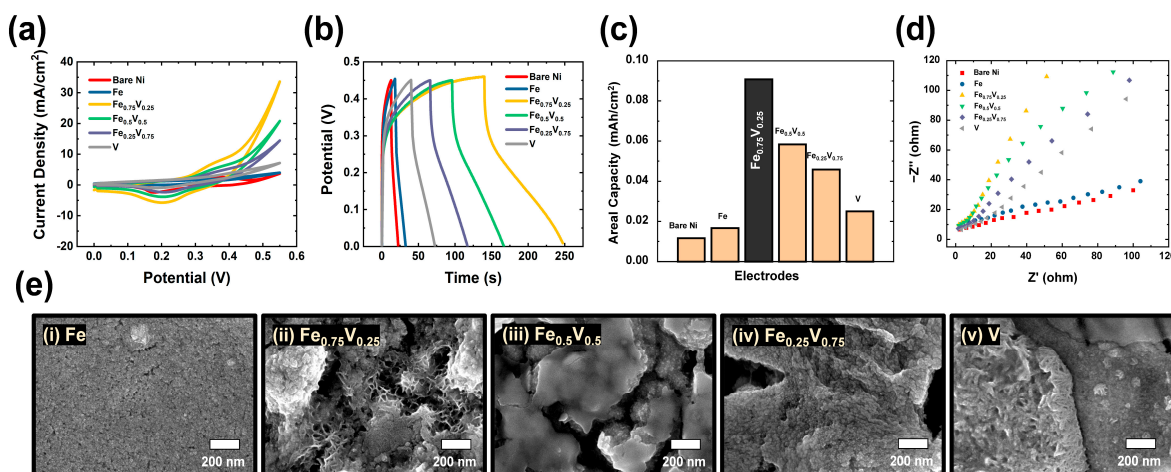 (a)
Current Density (mA/cm²)
40
30
20
10
0
-10
-20
Bare Ni
Fe
Fe₀.₇₅V₀.₂₅
Fe₀.₅V₀.₅
Fe₀.₂₅V₀.₇₅
V
0.0 0.1 0.2 0.3 0.4 0.5 0.6
Potential (V)
(b)
Potential (V)
0.5
0.4
0.3
0.2
0.1
0.0
Bare Ni
Fe
Fe₀.₇₅V₀.₂₅
Fe₀.₅V₀.₅
Fe₀.₂₅V₀.₇₅
V
0 50 100 150 200 250
Time (s)
(c)
Areal Capacity (mAh/cm²)
0.10
0.08
0.06
0.04
0.02
0.00
Bare Ni
Fe
Fe₀.₇₅V₀.₂₅
Fe₀.₅V₀.₅
Fe₀.₂₅V₀.₇₅
V
Electrodes
(d)
−Z'' (ohm)
120
100
80
60
40
20
0
Bare Ni
Fe
Fe₀.₇₅V₀.₂₅
Fe₀.₅V₀.₅
Fe₀.₂₅V₀.₇₅
V
0 20 40 60 80 100 120
Z' (ohm)
(e)
(i) Fe
200 nm
(ii) Fe₀.₇₅V₀.₂₅
200 nm
(iii) Fe₀.₅V₀.₅
200 nm
(iv) Fe₀.₂₅V₀.₇₅
200 nm
(v) V
200 nm